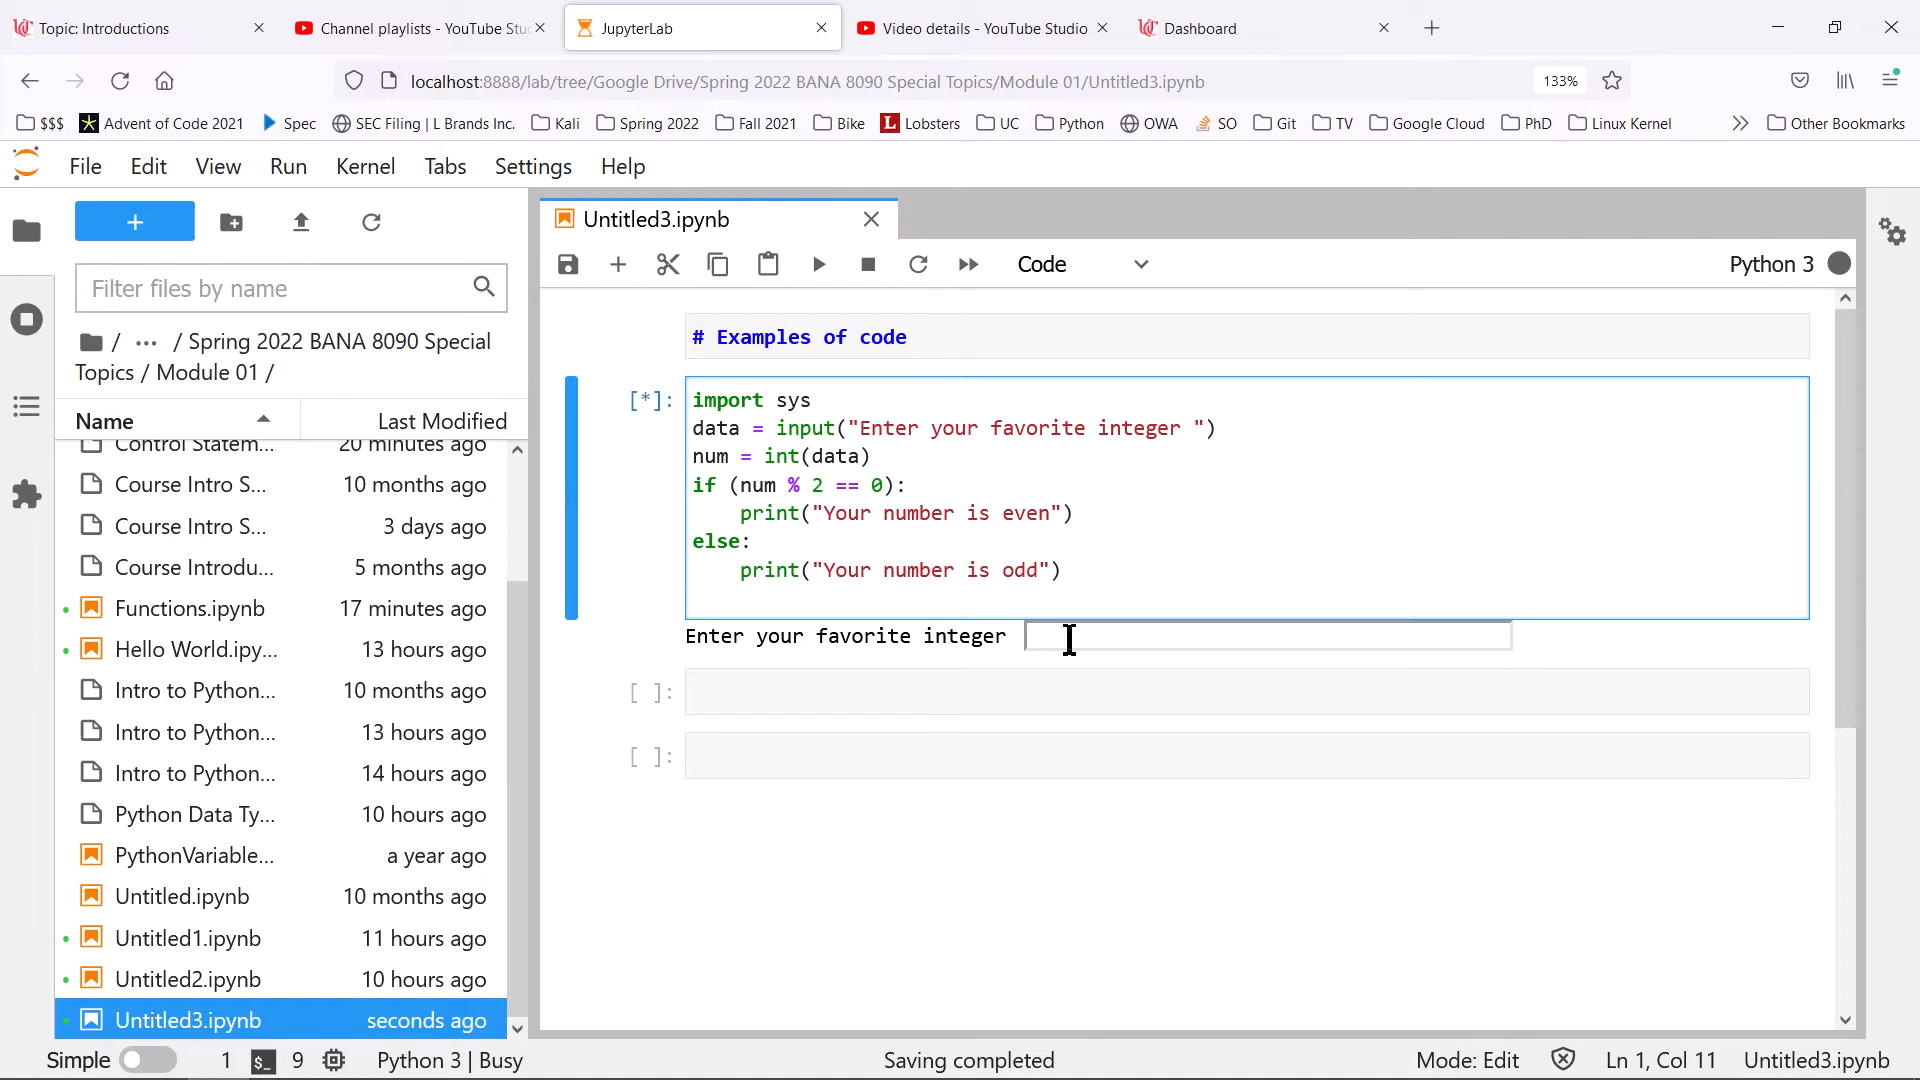 Topic: Introductions
Channel playlists - YouTube Stu
JupyterLab
Video details - YouTube Studio
Dashboard
localhost:8888/lab/tree/Google Drive/Spring 2022 BANA 8090 Special Topics/Module 01/Untitled3.ipynb
133%
$$$ Advent of Code 2021 Spec SEC Filing | L Brands Inc. Kali Spring 2022 Fall 2021 Bike Lobsters UC Python OWA SO Git TV Google Cloud PhD Linux Kernel Other Bookmarks
File Edit View Run Kernel Tabs Settings Help
Untitled3.ipynb
Filter files by name
Code
Python 3
/ ... / Spring 2022 BANA 8090 Special
Topics / Module 01 /
Name Last Modified
Control Statem... 20 minutes ago
Course Intro S... 10 months ago
Course Intro S... 3 days ago
Course Introdu... 5 months ago
Functions.ipynb 17 minutes ago
Hello World.ipy... 13 hours ago
Intro to Python... 10 months ago
Intro to Python... 13 hours ago
Intro to Python... 14 hours ago
Python Data Ty... 10 hours ago
PythonVariable... a year ago
Untitled.ipynb 10 months ago
Untitled1.ipynb 11 hours ago
Untitled2.ipynb 10 hours ago
Untitled3.ipynb seconds ago
# Examples of code
[*]:
import sys
data = input("Enter your favorite integer ")
num = int(data)
if (num % 2 == 0):
    print("Your number is even")
else:
    print("Your number is odd")
Enter your favorite integer
[ ]:
[ ]:
Simple 1 $_ 9 Python 3 | Busy Saving completed Mode: Edit Ln 1, Col 11 Untitled3.ipynb